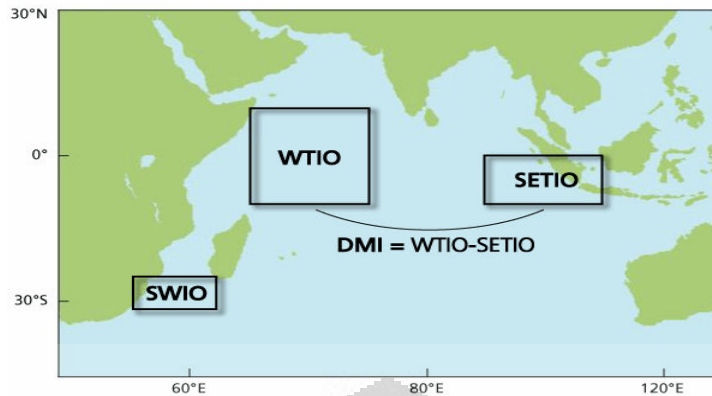 30°N
WTIO
0°
SETIO
DMI = WTIO-SETIO
SWIO
30°S
60°E 80°E 120°E